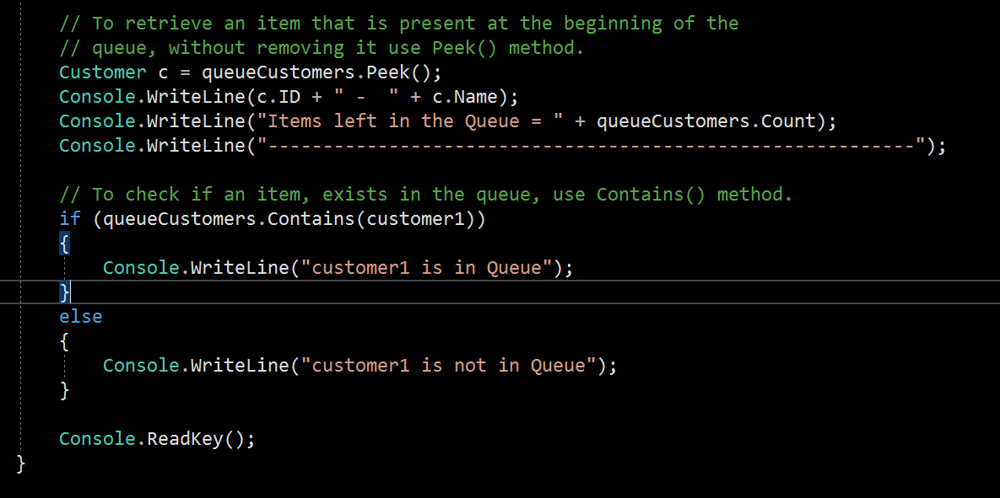 // To retrieve an item that is present at the beginning of the
// queue, without removing it use Peek() method.
Customer c = queueCustomers.Peek();
Console.WriteLine(c.ID + " -  " + c.Name);
Console.WriteLine("Items left in the Queue = " + queueCustomers.Count);
Console.WriteLine("-----------------------------------------------------------");
// To check if an item, exists in the queue, use Contains() method.
if (queueCustomers.Contains(customer1))
{
Console.WriteLine("customer1 is in Queue");
}
else
{
Console.WriteLine("customer1 is not in Queue");
}
Console.ReadKey();
}